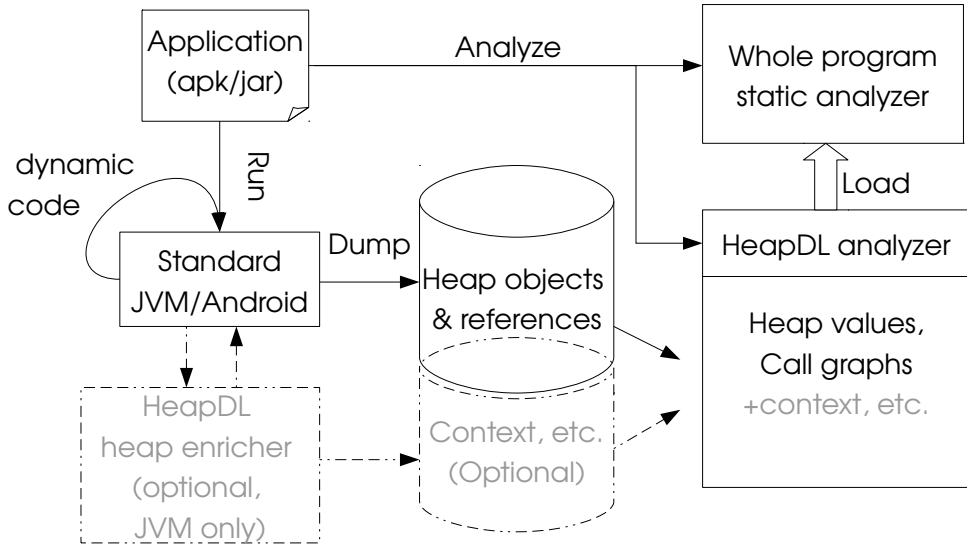 Application
(apk/jar)
Analyze
Whole program
static analyzer
dynamic
code
Run
Load
Standard
JVM/Android
Dump
Heap objects
& references
HeapDL analyzer
Heap values,
Call graphs
+context, etc.
HeapDL
heap enricher
(optional,
JVM only)
Context, etc.
(Optional)